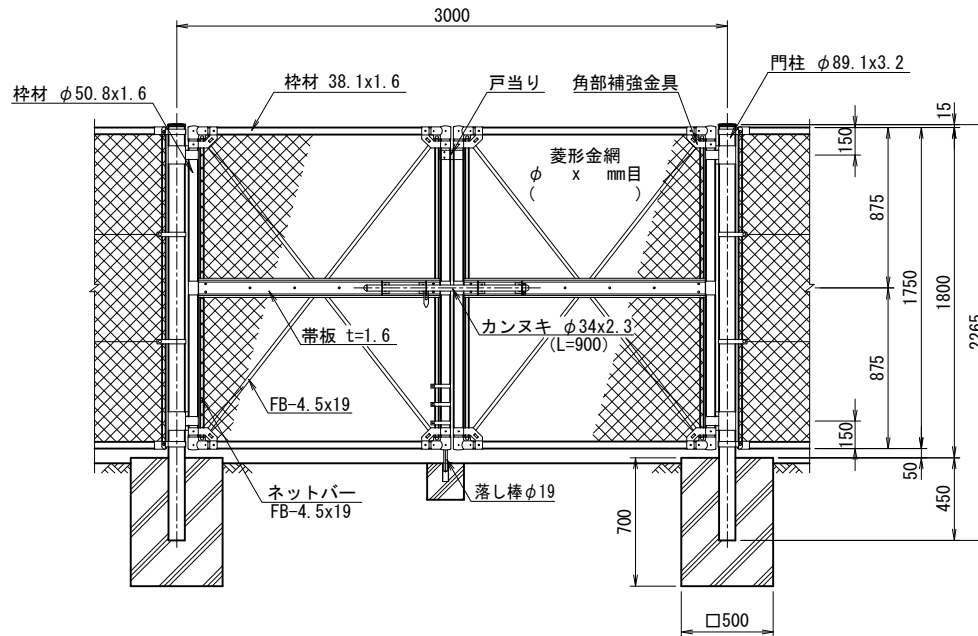 3000
枠材 38.1x1.6
戸当り
角部補強金具
門柱 φ89.1x3.2
枠材 φ50.8x1.6
15
150
菱形金網
φ x mm目
( )
875
1750
1800
2265
カンヌキ φ34x2.3
(L=900)
帯板 t=1.6
875
FB-4.5x19
150
50
ネットバー
FB-4.5x19
落し棒φ19
700
450
□500